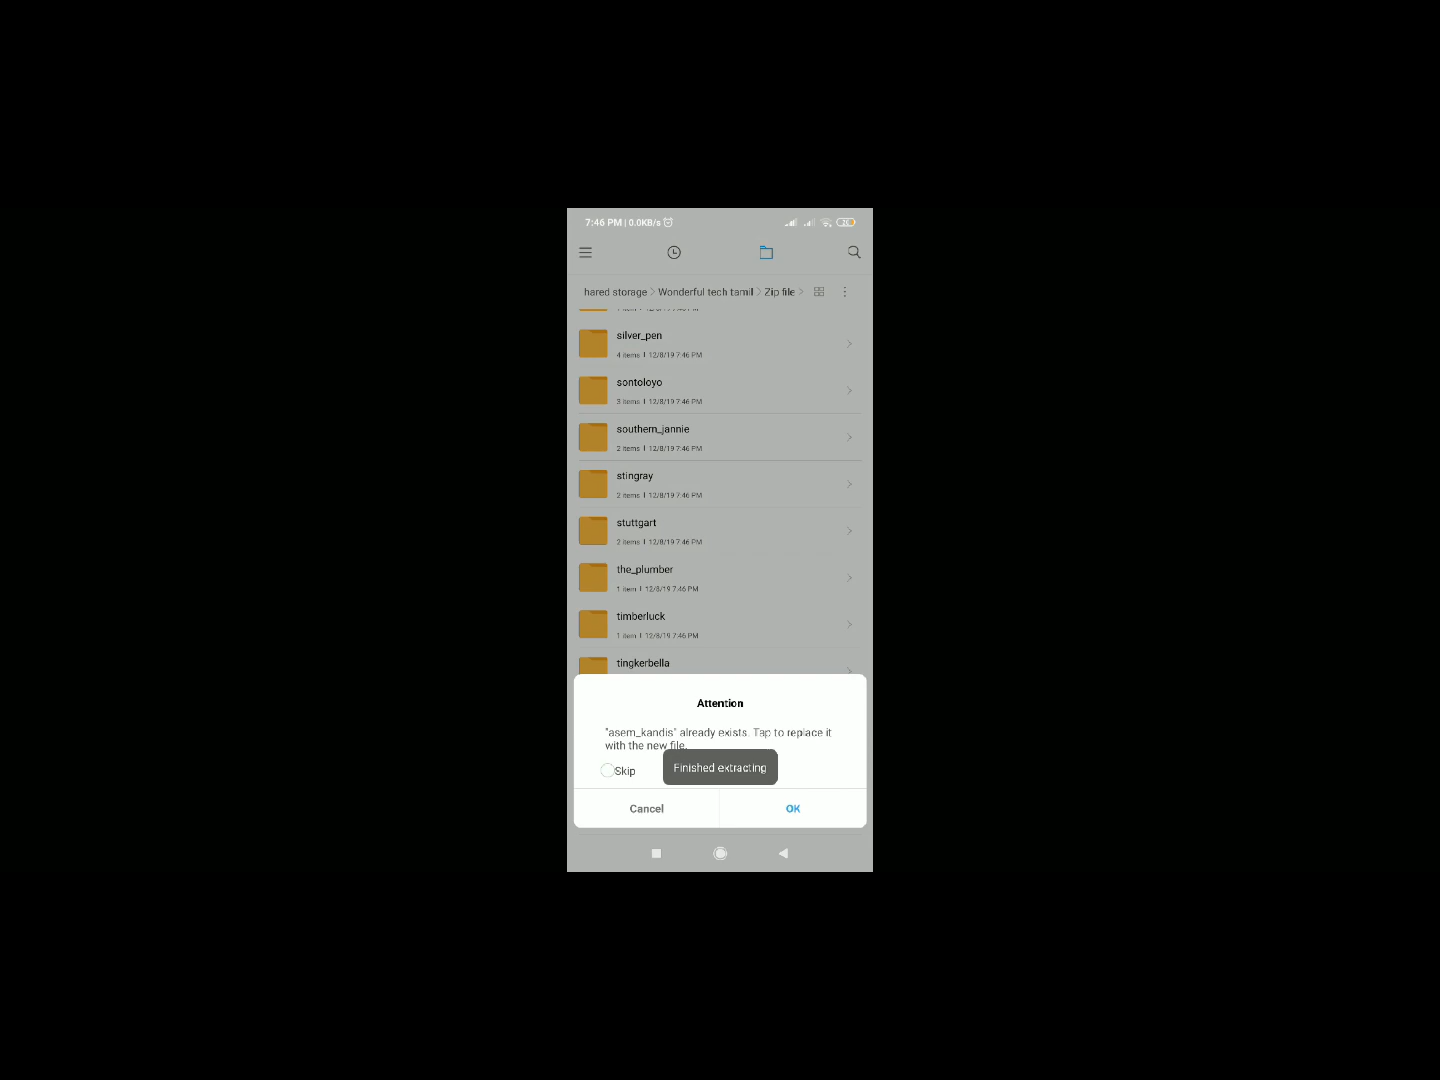 7:46 PM | 0.0KB/s
hared storage > Wonderful tech tamil > Zip file >
silver_pen
4 items | 12/8/19 7:46 PM
sontoloyo
3 items | 12/8/19 7:46 PM
southern_jannie
2 items | 12/8/19 7:46 PM
stingray
2 items | 12/8/19 7:46 PM
stuttgart
2 items | 12/8/19 7:46 PM
the_plumber
1 item | 12/8/19 7:46 PM
timberluck
1 item | 12/8/19 7:46 PM
tingkerbella
Attention
"asem_kandis" already exists. Tap to replace it
with the new file.
Finished extracting
Skip
Cancel
OK